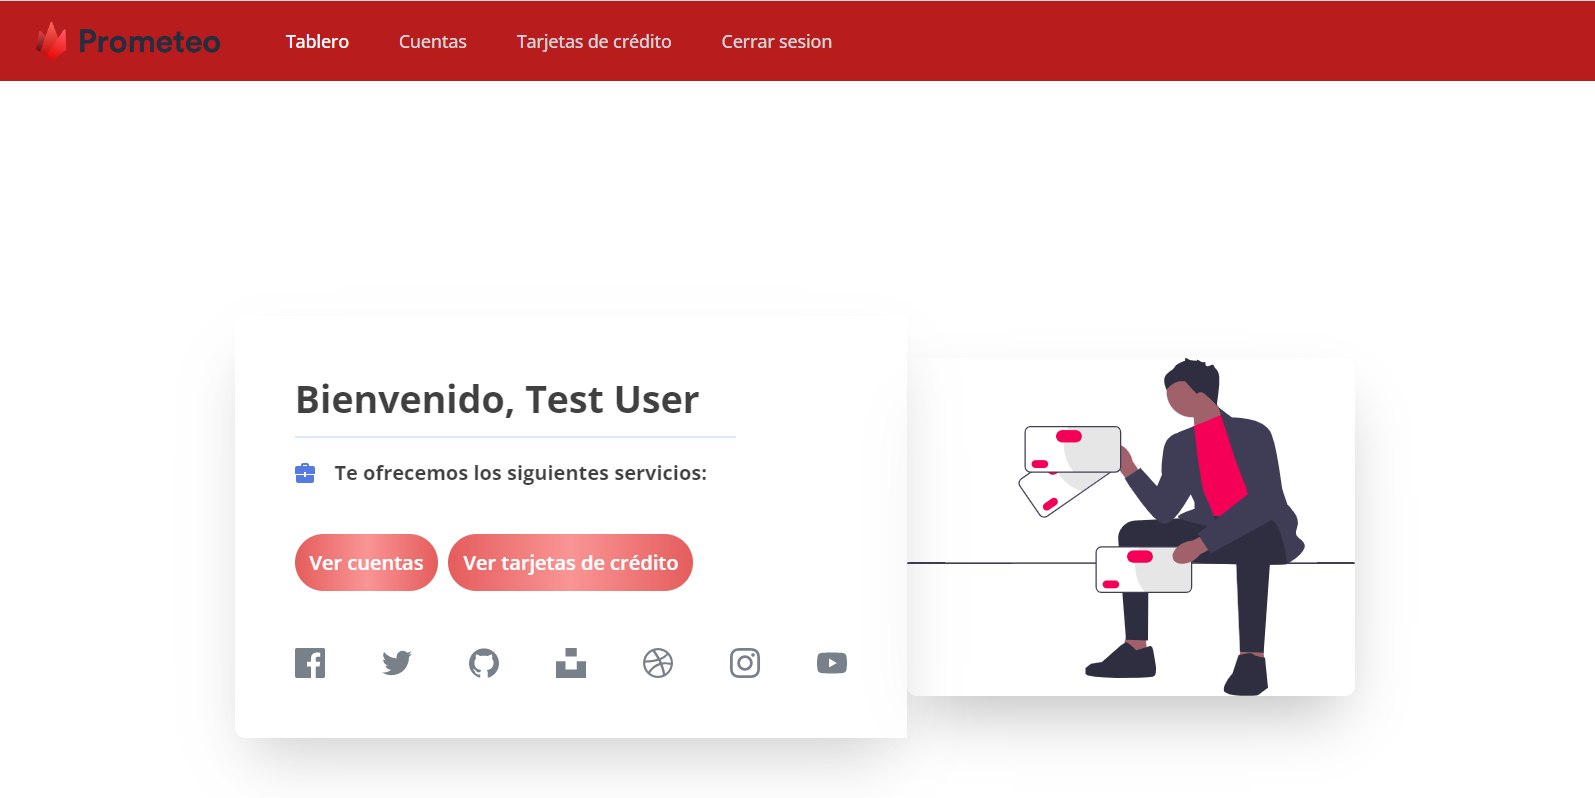 Prometeo Tablero Cuentas Tarjetas de crédito Cerrar sesion
Bienvenido, Test User
Te ofrecemos los siguientes servicios:
Ver cuentas Ver tarjetas de crédito